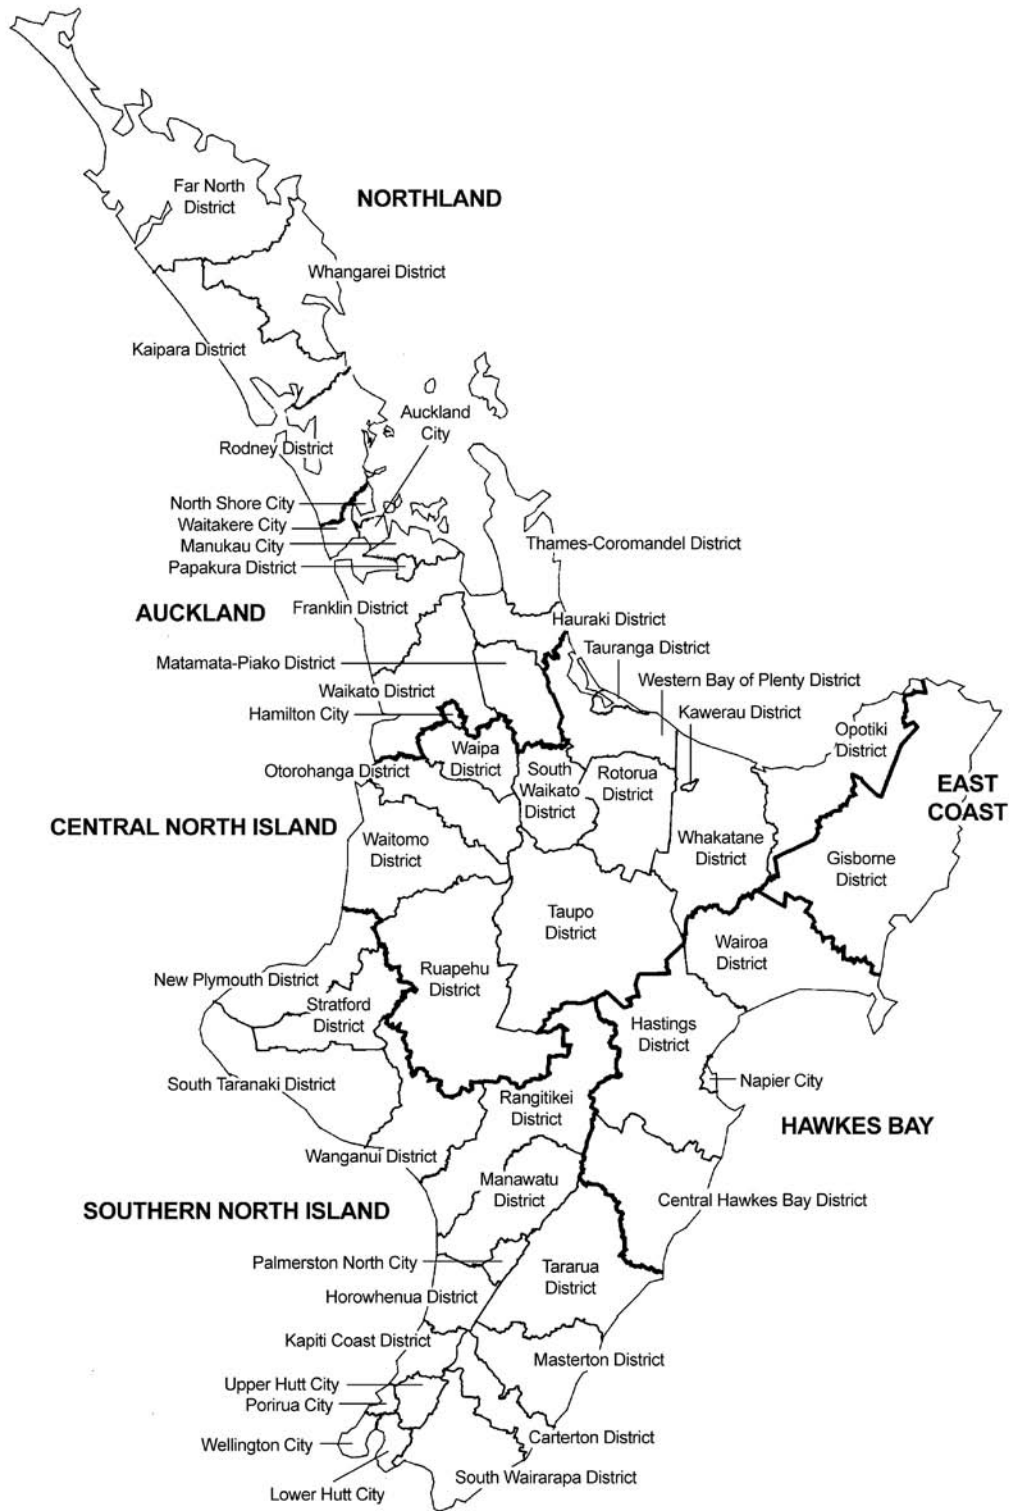 Far North
District
NORTHLAND
Whangarei District
Kaipara District
Auckland
City
Rodney District
North Shore City
Waitakere City
Manukau City
Thames-Coromandel District
Papakura District
Franklin District
AUCKLAND
Hauraki District
Tauranga District
Matamata-Piako District
Western Bay of Plenty District
Waikato District
Kawerau District
Hamilton City
Opotiki
District
Waipa
District
Otorohanga District
South
Waikato
District
Rotorua
District
EAST
COAST
CENTRAL NORTH ISLAND
Waitomo
District
Whakatane
District
Gisborne
District
Taupo
District
Wairoa
District
Ruapehu
District
New Plymouth District
Stratford
District
Hastings
District
South Taranaki District
Napier City
Rangitikei
District
HAWKES BAY
Wanganui District
Manawatu
District
Central Hawkes Bay District
SOUTHERN NORTH ISLAND
Palmerston North City
Tararua
District
Horowhenua District
Kapiti Coast District
Masterton District
Upper Hutt City
Porirua City
Carterton District
Wellington City
South Wairarapa District
Lower Hutt City